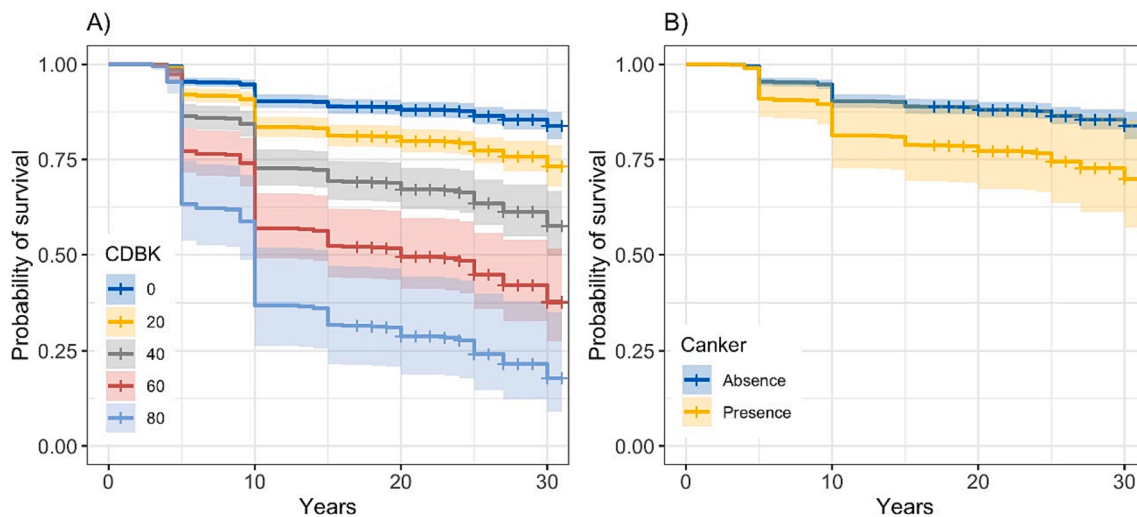 A)
Probability of survival
1.00
0.75
0.50
0.25
0.00
CDBK
0
20
40
60
80
0 10 20 30
Years
B)
Probability of survival
1.00
0.75
0.50
0.25
0.00
Canker
Absence
Presence
0 10 20 30
Years